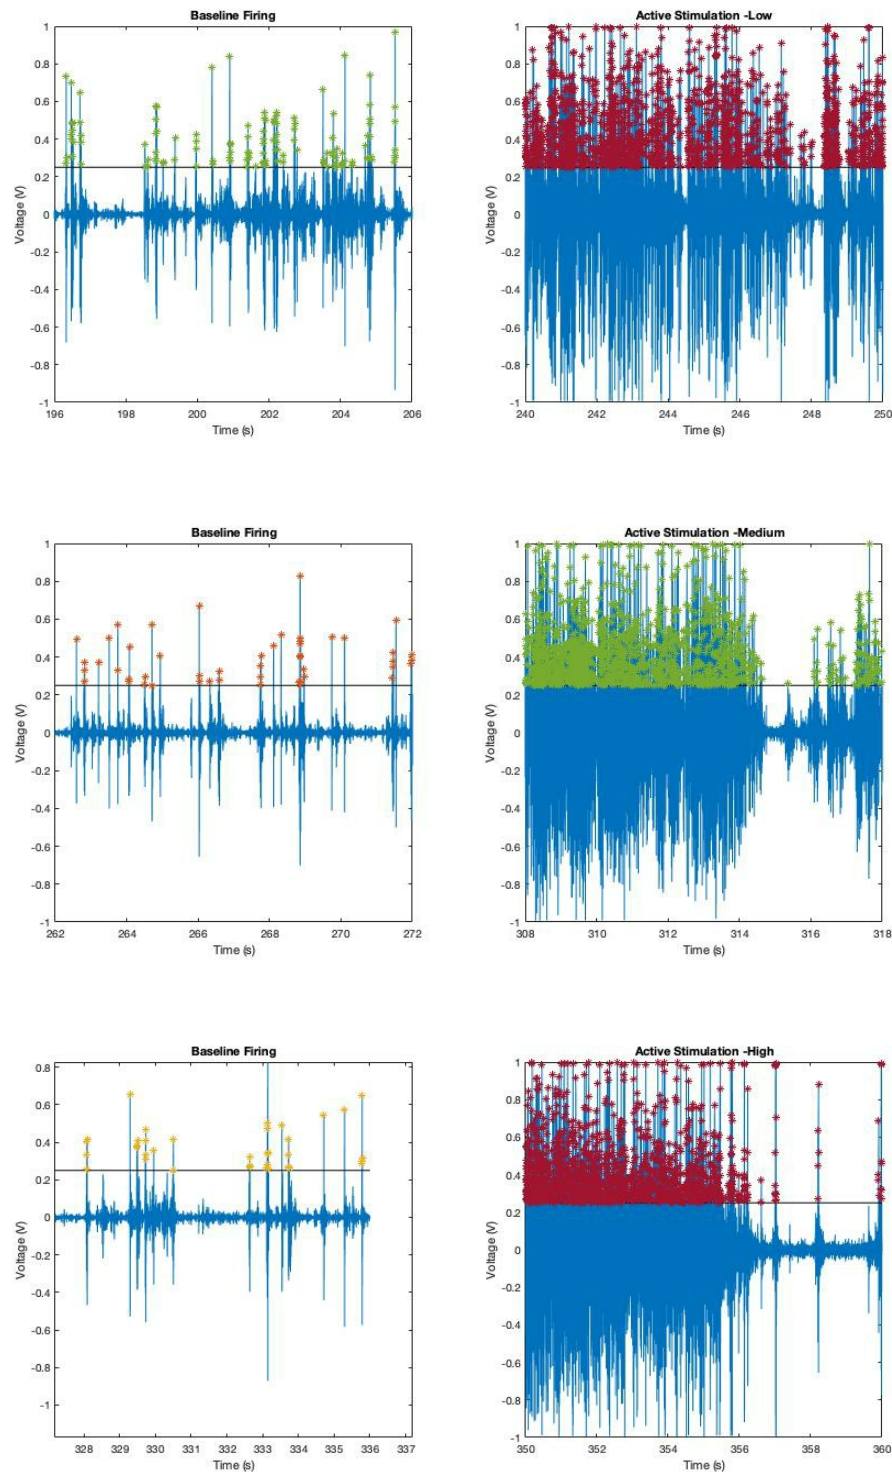 Baseline Firing
1
0.8
0.6
0.4
0.2
0
-0.2
-0.4
-0.6
-0.8
-1
Voltage (V)
196 198 200 202 204 206
Time (s)
Active Stimulation -Low
1
0.8
0.6
0.4
0.2
0
-0.2
-0.4
-0.6
-0.8
-1
Voltage (V)
240 242 244 246 248 250
Time (s)
Baseline Firing
1
0.8
0.6
0.4
0.2
0
-0.2
-0.4
-0.6
-0.8
-1
Voltage (V)
262 264 266 268 270 272
Time (s)
Active Stimulation -Medium
1
0.8
0.6
0.4
0.2
0
-0.2
-0.4
-0.6
-0.8
-1
Voltage (V)
308 310 312 314 316 318
Time (s)
Baseline Firing
0.8
0.6
0.4
0.2
0
-0.2
-0.4
-0.6
-0.8
-1
Voltage (V)
328 329 330 331 332 333 334 335 336 337
Time (s)
Active Stimulation -High
1
0.8
0.6
0.4
0.2
0
-0.2
-0.4
-0.6
-0.8
-1
Voltage (V)
350 352 354 356 358 360
Time (s)